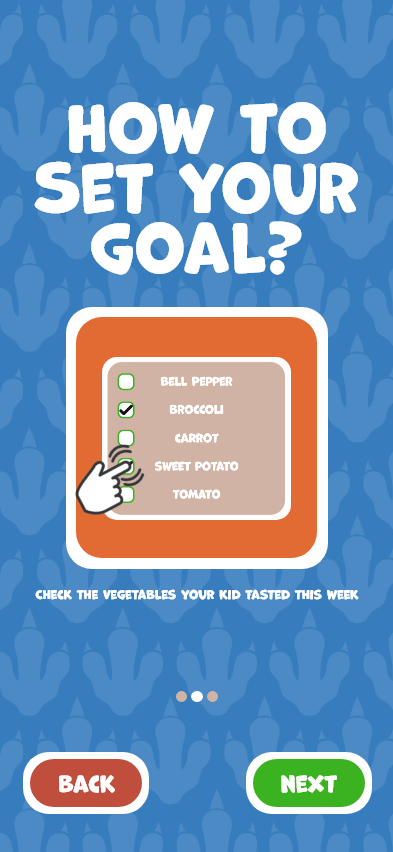 HOW TO
SET YOUR
GOAL?
BELL PEPPER
BROCCOLI
CARROT
SWEET POTATO
TOMATO
CHECK THE VEGETABLES YOUR KID TASTED THIS WEEK
BACK
NEXT